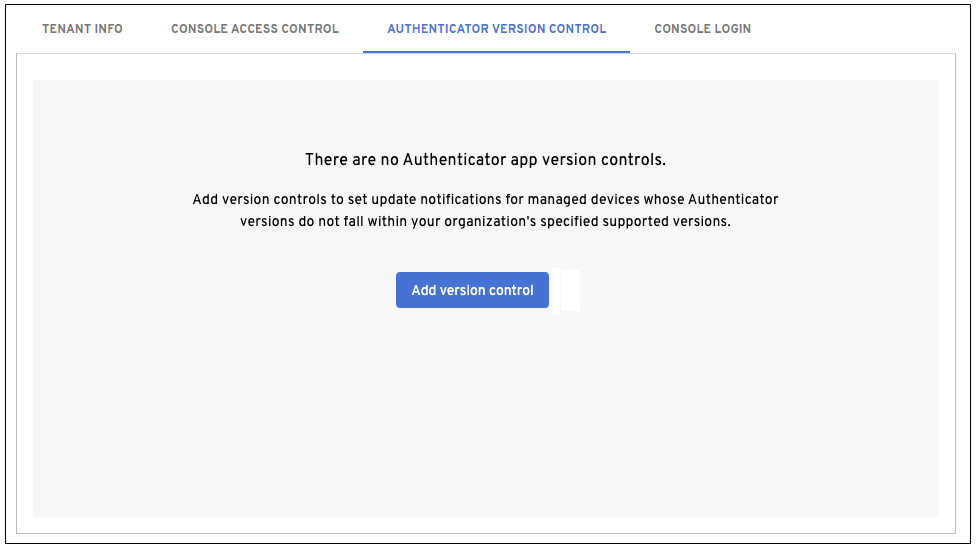 TENANT INFO
CONSOLE ACCESS CONTROL
AUTHENTICATOR VERSION CONTROL
CONSOLE LOGIN
There are no Authenticator app version controls.
Add version controls to set update notifications for managed devices whose Authenticator
versions do not fall within your organization's specified supported versions.
Add version control